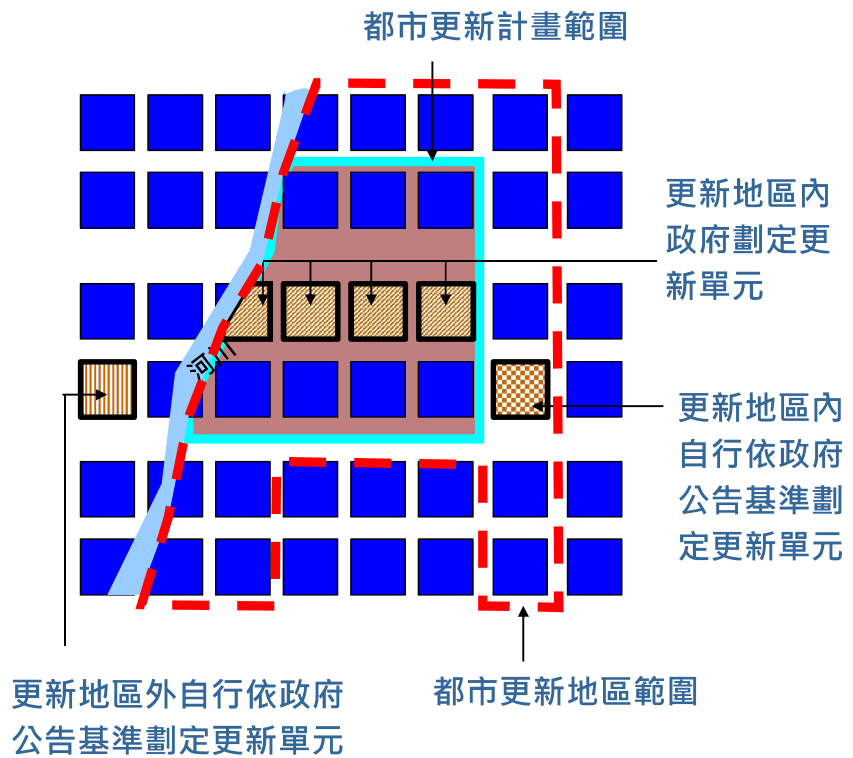 都市更新計畫範圍
更新地區內
政府劃定更
新單元
河川
更新地區內
自行依政府
公告基準劃
定更新單元
更新地區外自行依政府
公告基準劃定更新單元
都市更新地區範圍